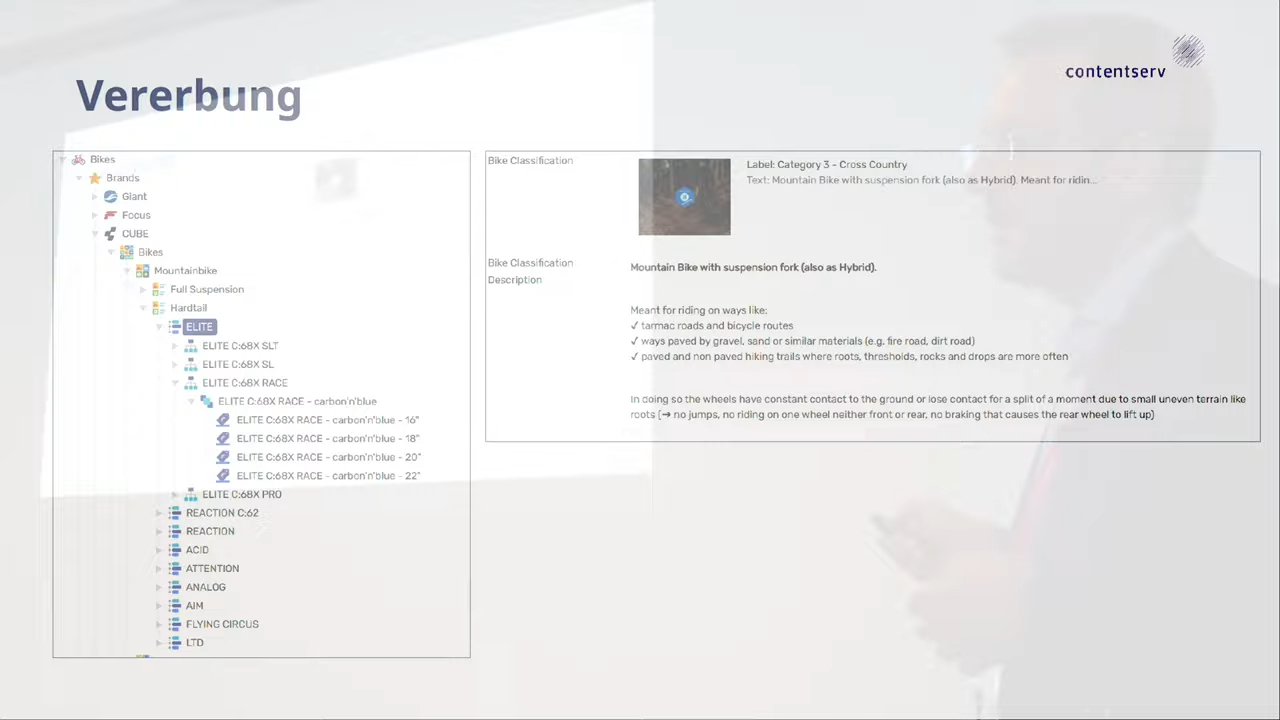 contentserv
Vererbung
Bikes
Brands
Giant
Focus
CUBE
Bikes
Mountainbike
Full Suspension
Hardtail
ELITE
ELITE C:68X SLT
ELITE C:68X SL
ELITE C:68X RACE
ELITE C:68X RACE - carbon'n'blue
ELITE C:68X RACE - carbon'n'blue - 16"
ELITE C:68X RACE - carbon'n'blue - 18"
ELITE C:68X RACE - carbon'n'blue - 20"
ELITE C:68X RACE - carbon'n'blue - 22"
ELITE C:68X PRO
REACTION C:62
REACTION
ACID
ATTENTION
ANALOG
AIM
FLYING CIRCUS
LTD
Bike Classification
Label: Category 3 - Cross Country
Text: Mountain Bike with suspension fork (also as Hybrid). Meant for ridin...
Bike Classification
Description
Mountain Bike with suspension fork (also as Hybrid).
Meant for riding on ways like:
✓ tarmac roads and bicycle routes
✓ ways paved by gravel, sand or similar materials (e.g. fire road, dirt road)
✓ paved and non paved hiking trails where roots, thresholds, rocks and drops are more often
In doing so the wheels have constant contact to the ground or lose contact for a split of a moment due to small uneven terrain like
roots (→ no jumps, no riding on one wheel neither front or rear, no braking that causes the rear wheel to lift up)